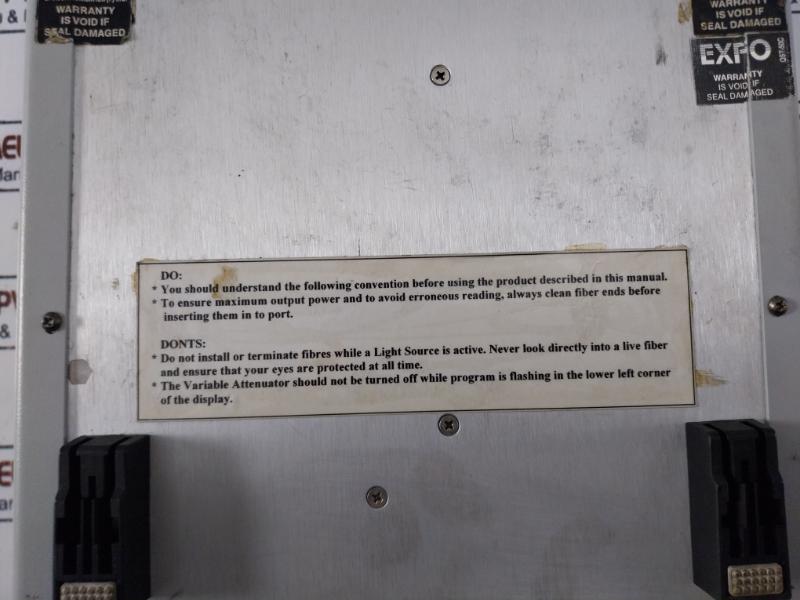 WARRANTY
IS VOID IF
SEAL DAMAGED
WARRANTY
IS VOID IF
SEAL DAMAGED
EXFO
QST-50C
WARRANTY
IS VOID IF
SEAL DAMAGED
DO:
* You should understand the following convention before using the product described in this manual.
* To ensure maximum output power and to avoid erroneous reading, always clean fiber ends before
inserting them in to port.
DONTS:
* Do not install or terminate fibres while a Light Source is active. Never look directly into a live fiber
and ensure that your eyes are protected at all time.
* The Variable Attenuator should not be turned off while program is flashing in the lower left corner
of the display.